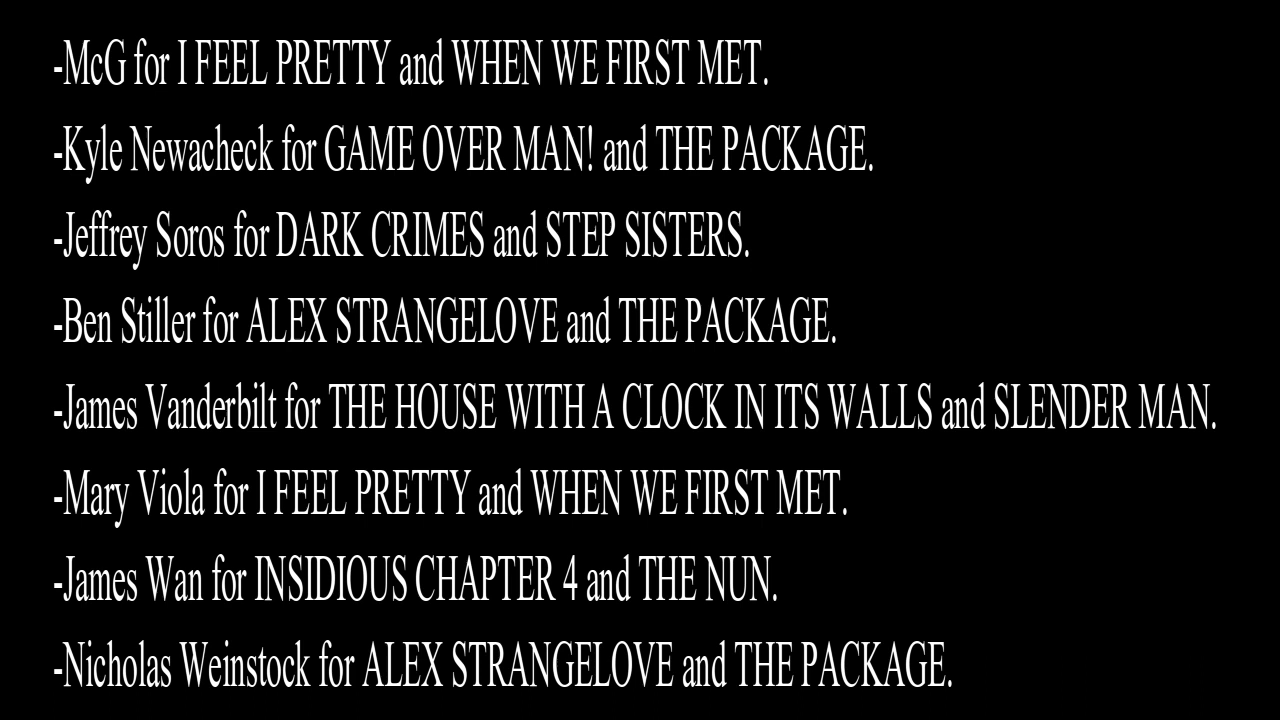 -McG for I FEEL PRETTY and WHEN WE FIRST MET.
-Kyle Newacheck for GAME OVER MAN! and THE PACKAGE.
-Jeffrey Soros for DARK CRIMES and STEP SISTERS.
-Ben Stiller for ALEX STRANGELOVE and THE PACKAGE.
-James Vanderbilt for THE HOUSE WITH A CLOCK IN ITS WALLS and SLENDER MAN.
-Mary Viola for I FEEL PRETTY and WHEN WE FIRST MET.
-James Wan for INSIDIOUS CHAPTER 4 and THE NUN.
-Nicholas Weinstock for ALEX STRANGELOVE and THE PACKAGE.